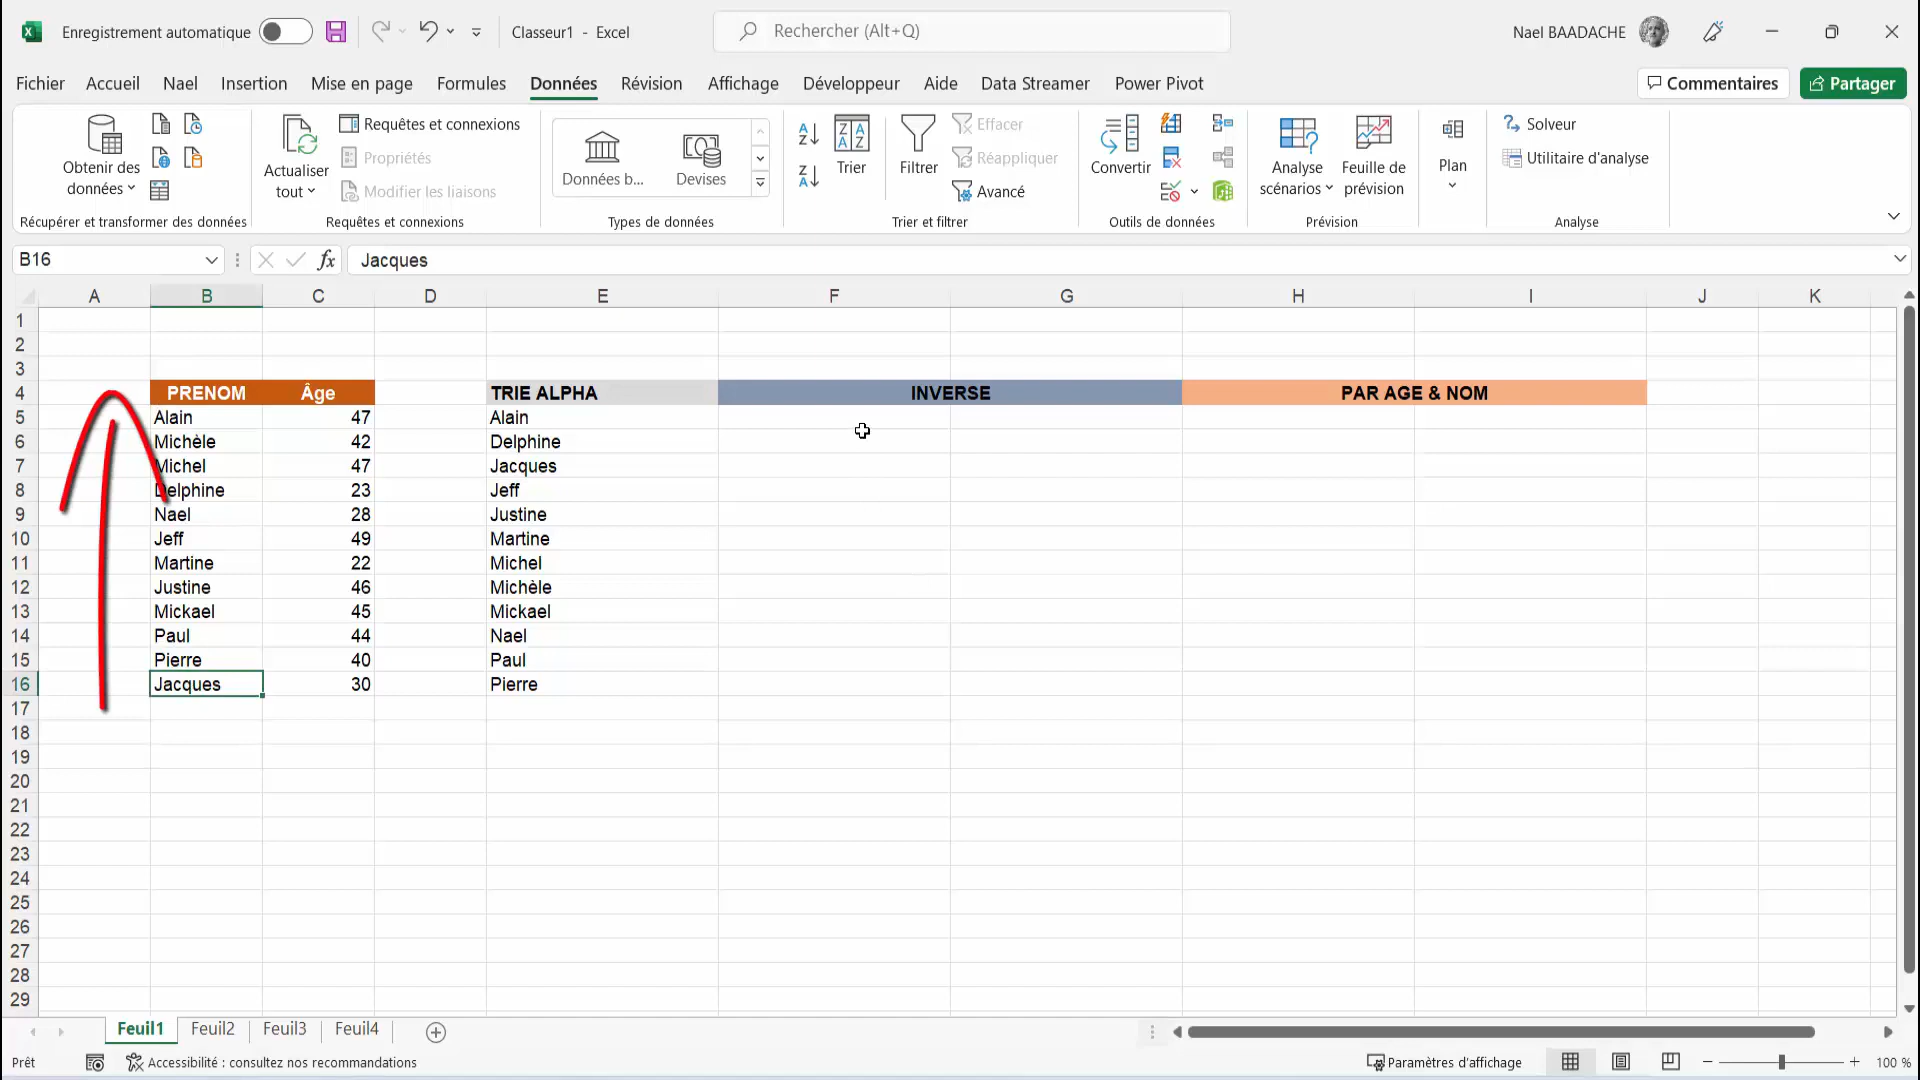 Enregistrement automatique
Classeur1 - Excel
Rechercher (Alt+Q)
Nael BAADACHE
Fichier Accueil Nael Insertion Mise en page Formules Données Révision Affichage Développeur Aide Data Streamer Power Pivot
Commentaires
Partager
Obtenir des données
Récupérer et transformer des données
Actualiser tout
Requêtes et connexions
Propriétés
Modifier les liaisons
Requêtes et connexions
Données b... Devises
Types de données
Trier
Filtrer
Effacer
Réappliquer
Avancé
Trier et filtrer
Convertir
Outils de données
Analyse scénarios
Feuille de prévision
Prévision
Plan
Solveur
Utilitaire d'analyse
Analyse
B16
fx
Jacques
A B C D E F G H I J K
1
2
3
4 PRENOM Âge TRIE ALPHA INVERSE PAR AGE & NOM
5 Alain 47 Alain
6 Michèle 42 Delphine
7 Michel 47 Jacques
8 Delphine 23 Jeff
9 Nael 28 Justine
10 Jeff 49 Martine
11 Martine 22 Michel
12 Justine 46 Michèle
13 Mickael 45 Mickael
14 Paul 44 Nael
15 Pierre 40 Paul
16 Jacques 30 Pierre
17
18
19
20
21
22
23
24
25
26
27
28
29
Feuil1 Feuil2 Feuil3 Feuil4
Prêt
Accessibilité : consultez nos recommandations
Paramètres d'affichage
100 %